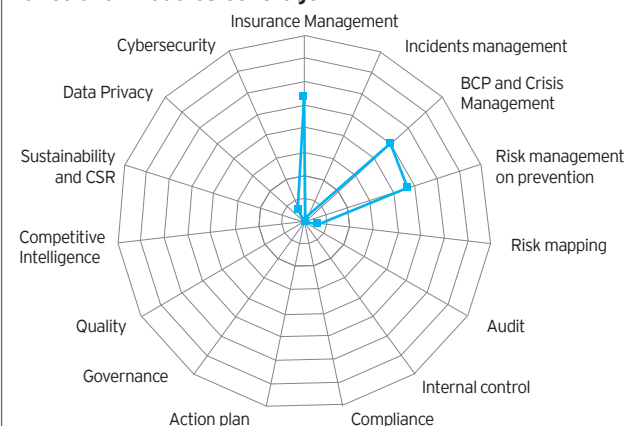 Insurance Management
Cybersecurity
Incidents management
Data Privacy
BCP and Crisis
Management
Sustainability
and CSR
Risk management
on prevention
Competitive
Intelligence
Risk mapping
Quality
Audit
Governance
Internal control
Action plan
Compliance